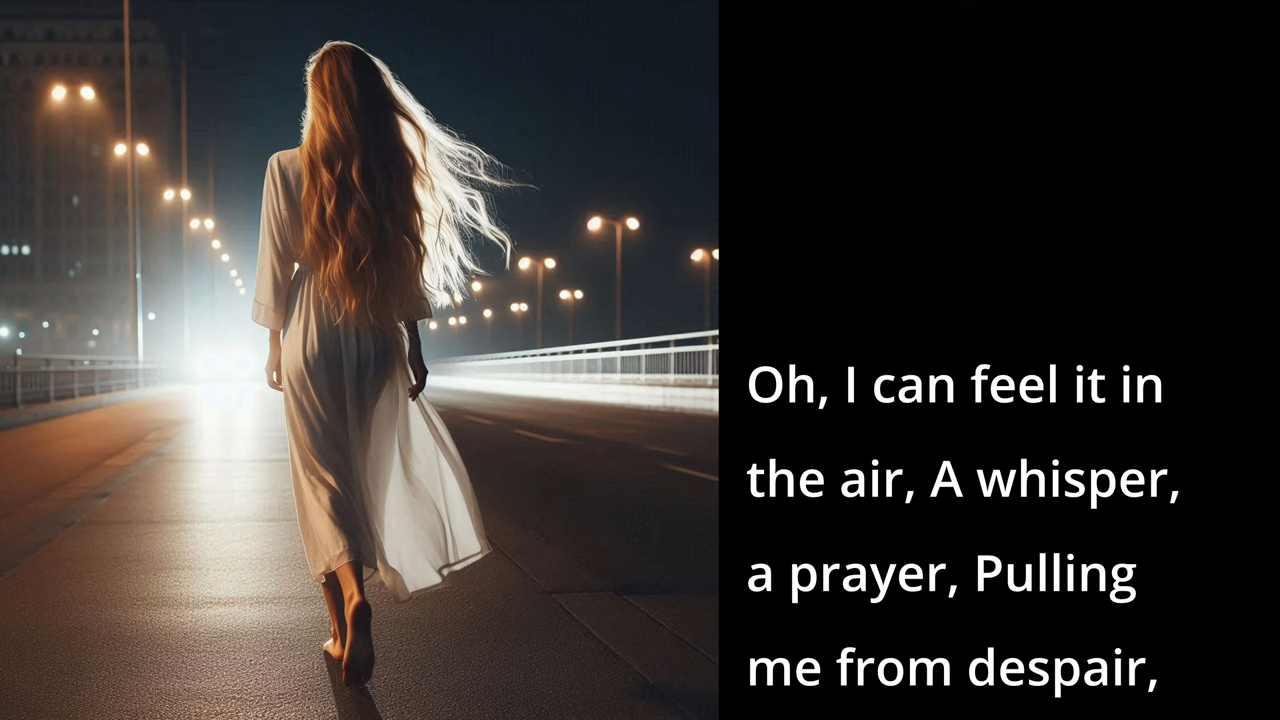 Oh, I can feel it in
the air, A whisper,
a prayer, Pulling
me from despair,